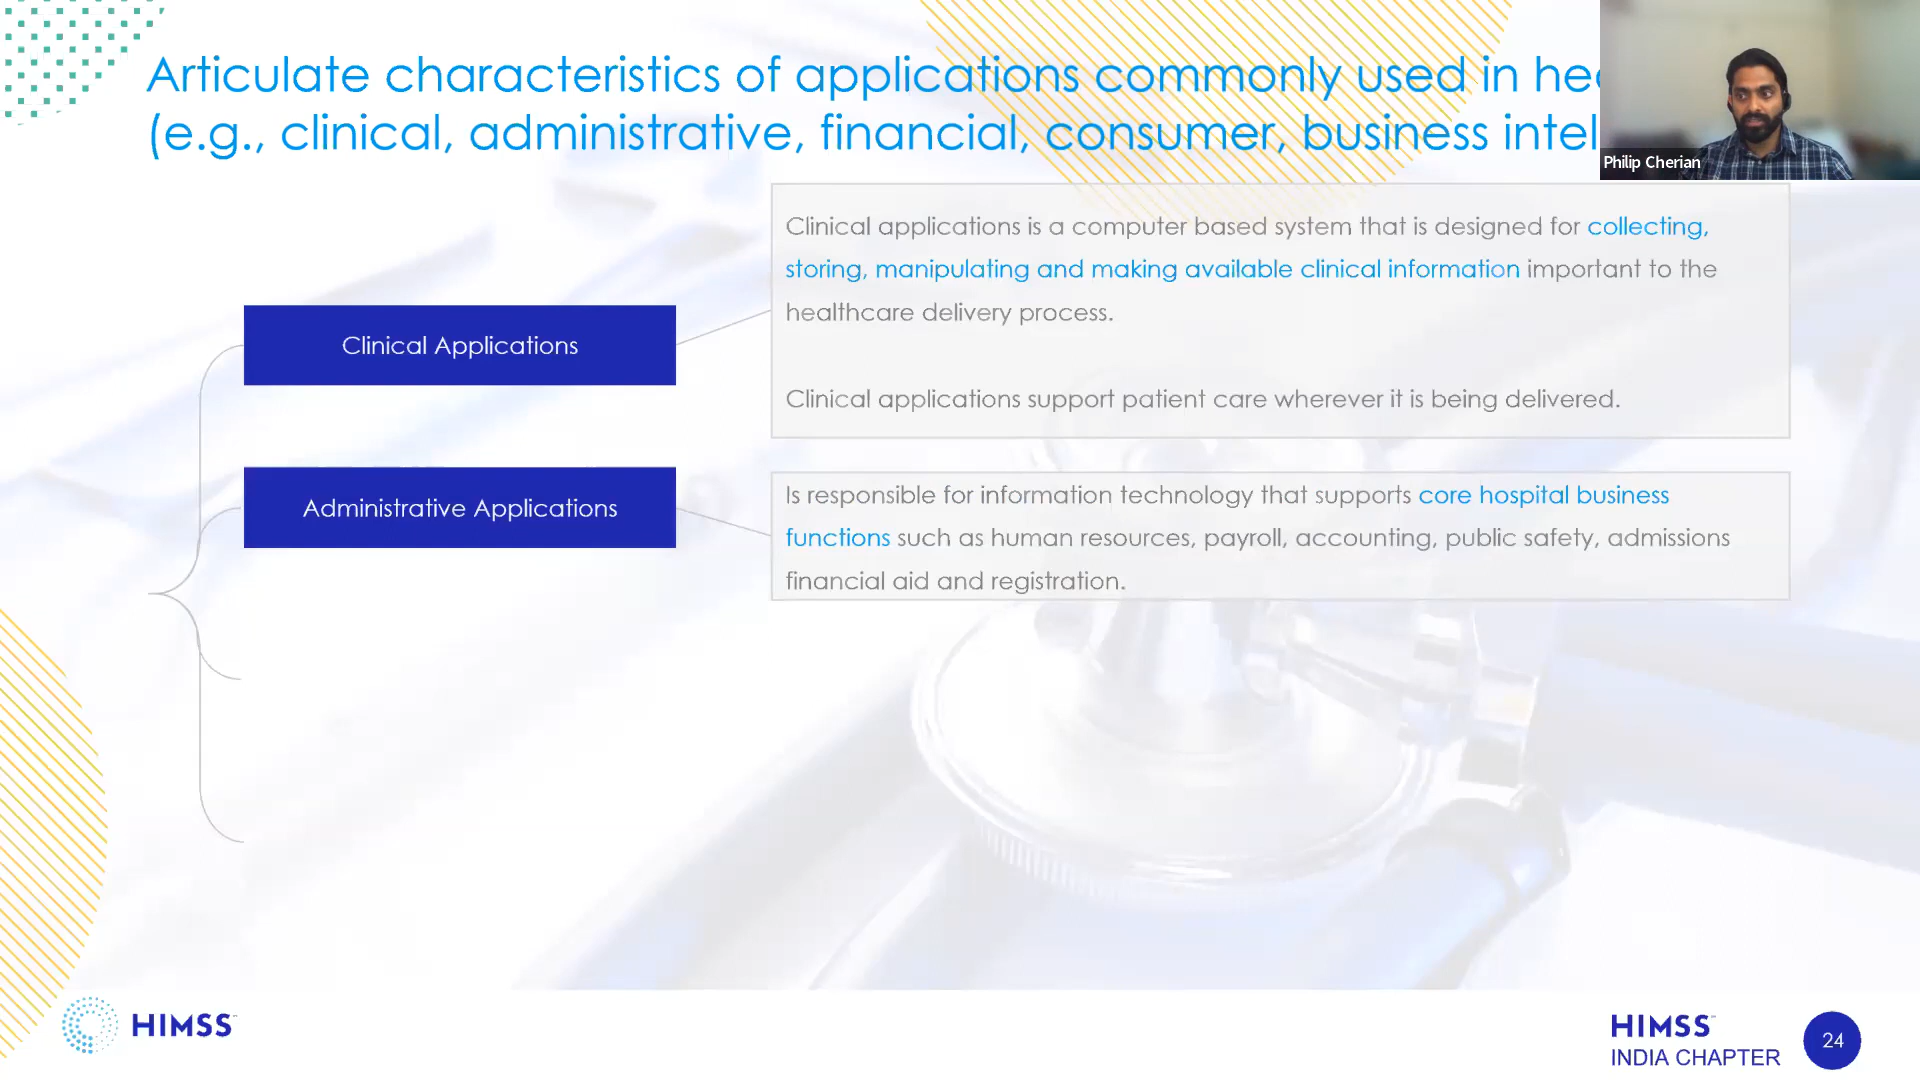 Articulate characteristics of applications commonly used in
(e.g., clinical, administrative, financial, consumer, business
Philip Cherian
Clinical applications is a computer based system that is designed for collecting,
storing, manipulating and making available clinical information important to the
healthcare delivery process.
Clinical Applications
Clinical applications support patient care wherever it is being delivered.
Administrative Applications
Is responsible for information technology that supports core hospital business
functions such as human resources, payroll, accounting, public safety, admissions
financial aid and registration.
HIMSS
HIMSS
INDIA CHAPTER
24